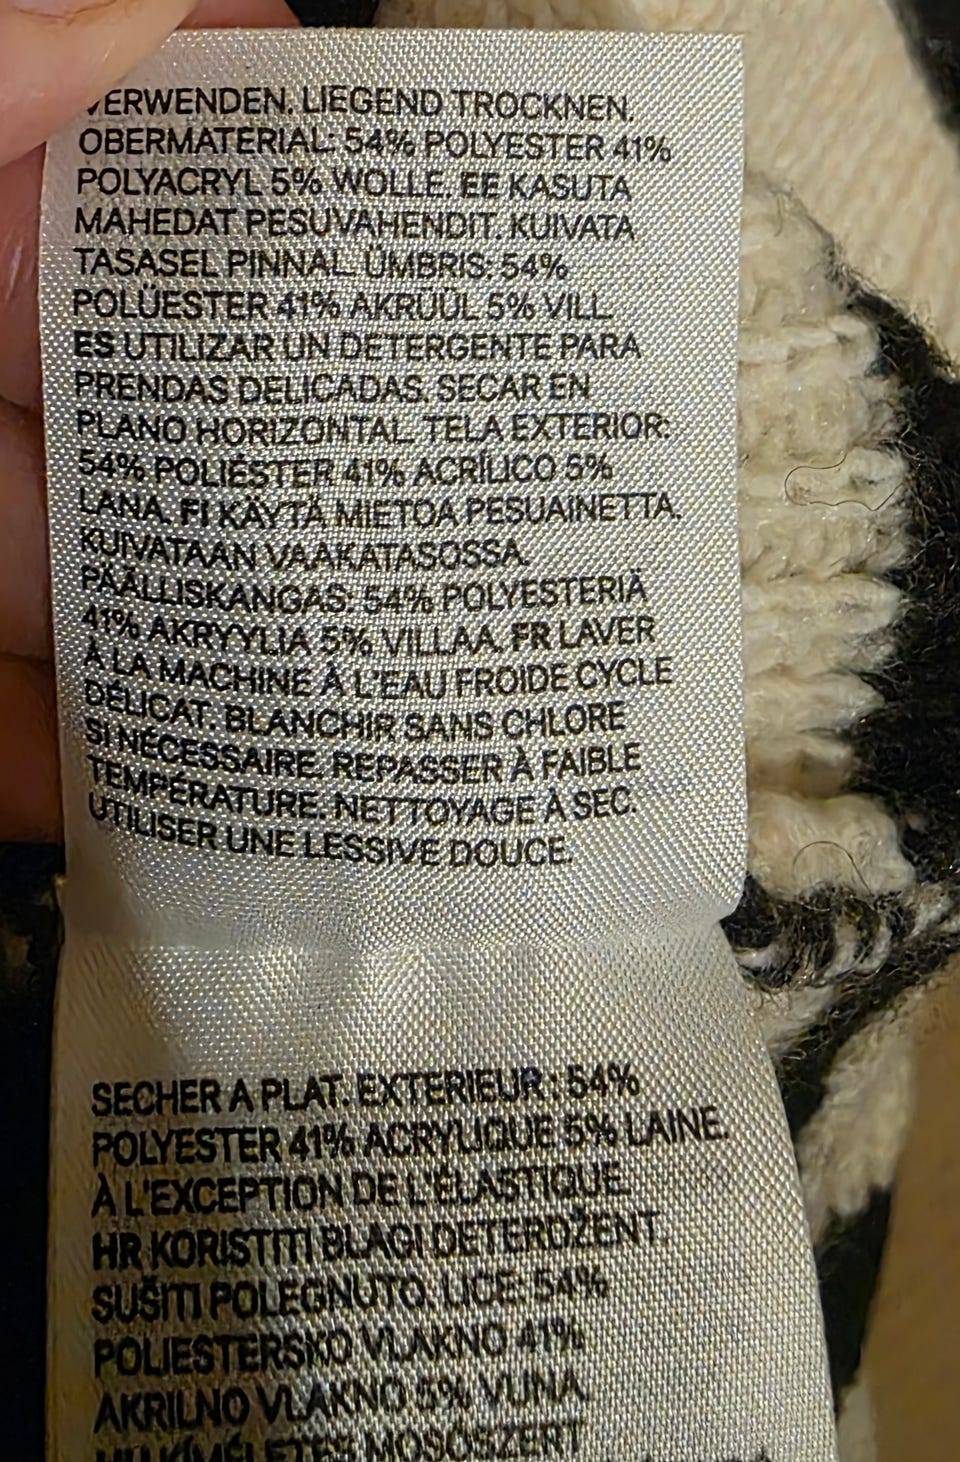 VERWENDEN. LIEGEND TROCKNEN.
OBERMATERIAL: 54% POLYESTER 41%
POLYACRYL 5% WOLLE. EE KASUTA
MAHEDAT PESUVAHENDIT. KUIVATA
TASASEL PINNAL. ÜMBRIS: 54%
POLÜESTER 41% AKRÜÜL 5% VILL.
ES UTILIZAR UN DETERGENTE PARA
PRENDAS DELICADAS. SECAR EN
PLANO HORIZONTAL. TELA EXTERIOR:
54% POLIÉSTER 41% ACRÍLICO 5%
LANA. FI KÄYTÄ MIETOA PESUAINETTA.
KUIVATAAN VAAKATASOSSA.
PÄÄLLISKANGAS: 54% POLYESTERIÄ
41% AKRYYLIA 5% VILLAA. FR LAVER
À LA MACHINE À L'EAU FROIDE CYCLE
DÉLICAT. BLANCHIR SANS CHLORE
SI NÉCESSAIRE. REPASSER À FAIBLE
TEMPÉRATURE. NETTOYAGE À SEC.
UTILISER UNE LESSIVE DOUCE.
SECHER A PLAT. EXTERIEUR: 54%
POLYESTER 41% ACRYLIQUE 5% LAINE.
À L'EXCEPTION DE L'ÉLASTIQUE.
HR KORISTITI BLAGI DETERDŽENT.
SUŠITI POLEGNUTO. LICE: 54%
POLIESTERSKO VLAKNO 41%
AKRILNO VLAKNO 5% VUNA
HU KÍMÉLETES MOSÓSZERT